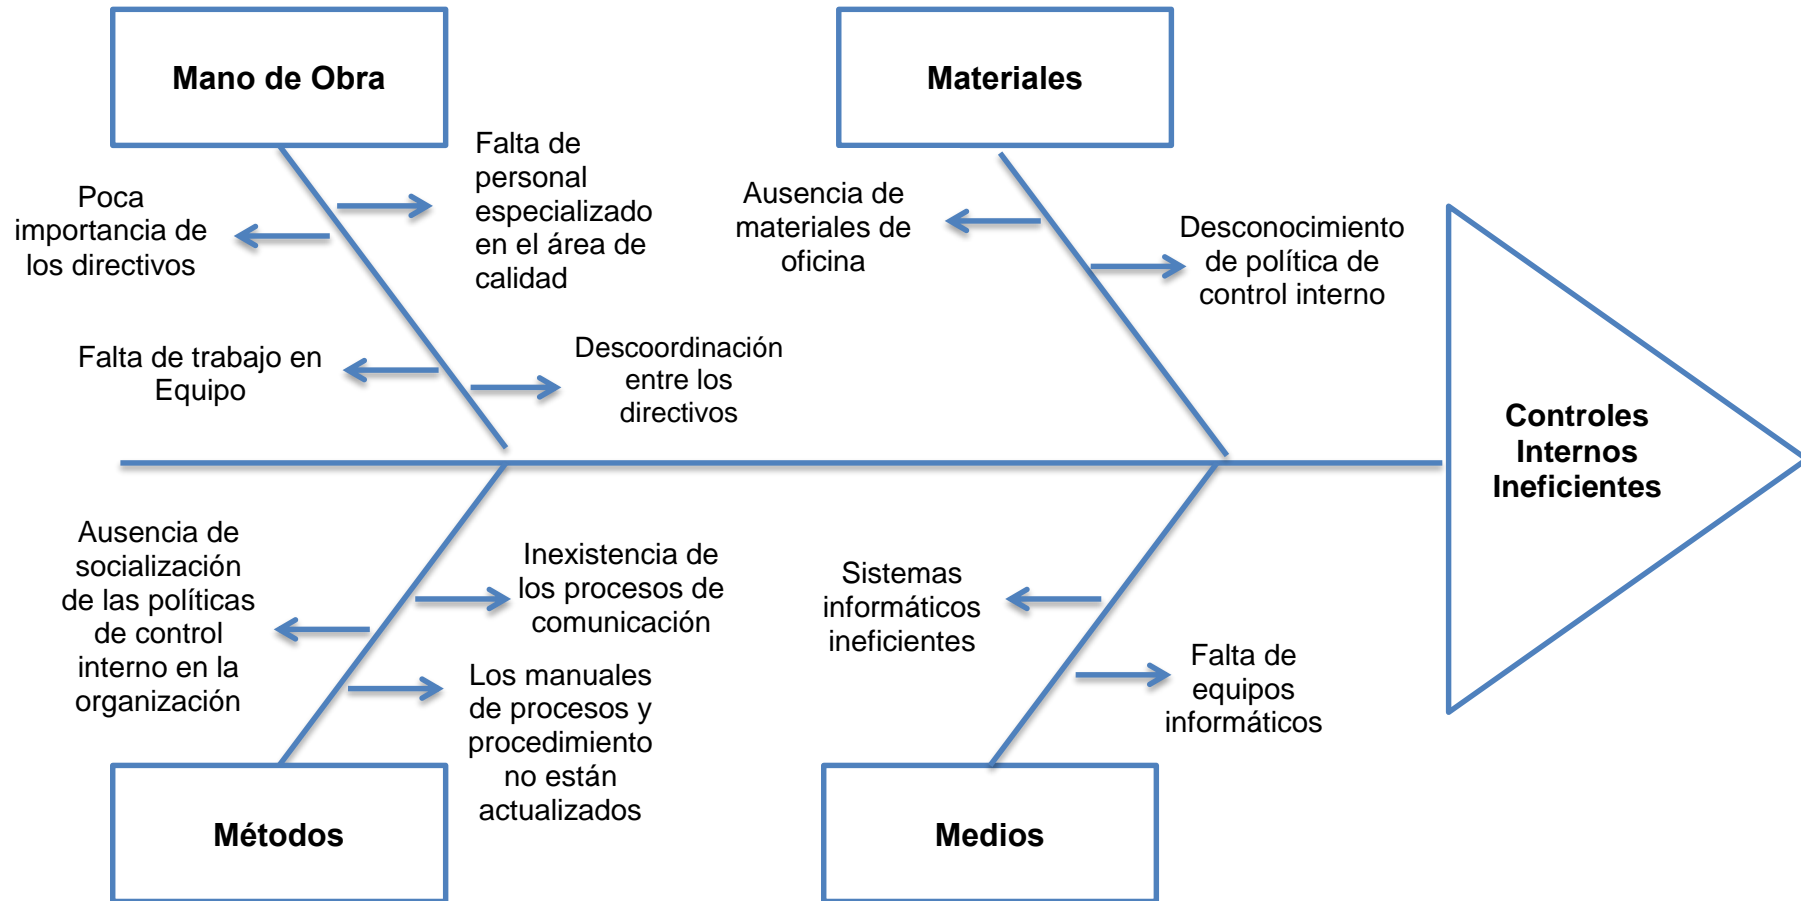 Mano de Obra
Materiales
Falta de
personal
especializado
en el área de
calidad
Poca
importancia de
los directivos
Ausencia de
materiales de
oficina
Desconocimiento
de política de
control interno
Falta de trabajo en
Equipo
Descoordinación
entre los
directivos
Controles
Internos
Ineficientes
Ausencia de
socialización
de las políticas
de control
interno en la
organización
Inexistencia de
los procesos de
comunicación
Los manuales
de procesos y
procedimiento
no están
actualizados
Sistemas
informáticos
ineficientes
Falta de
equipos
informáticos
Métodos
Medios